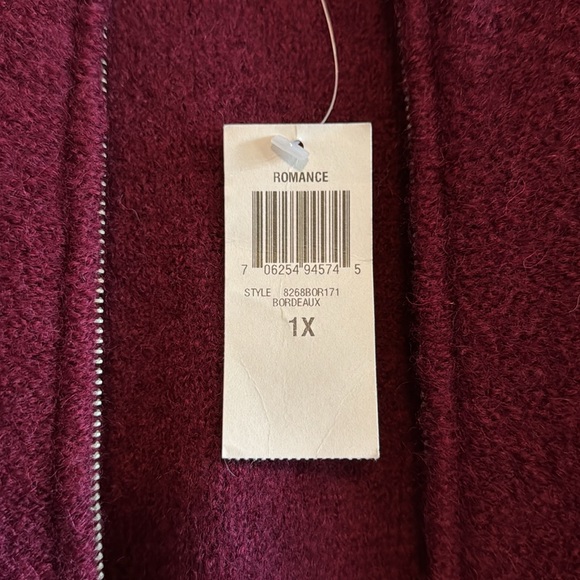 ROMANCE
7 06254 94574 5
STYLE 8268BOR171
BORDEAUX
1X